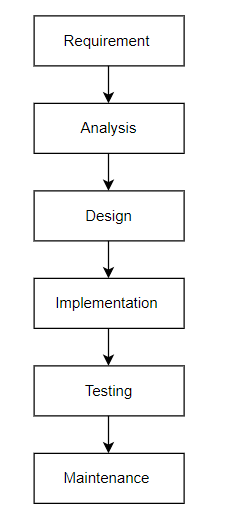 Requirement
Analysis
Design
Implementation
Testing
Maintenance